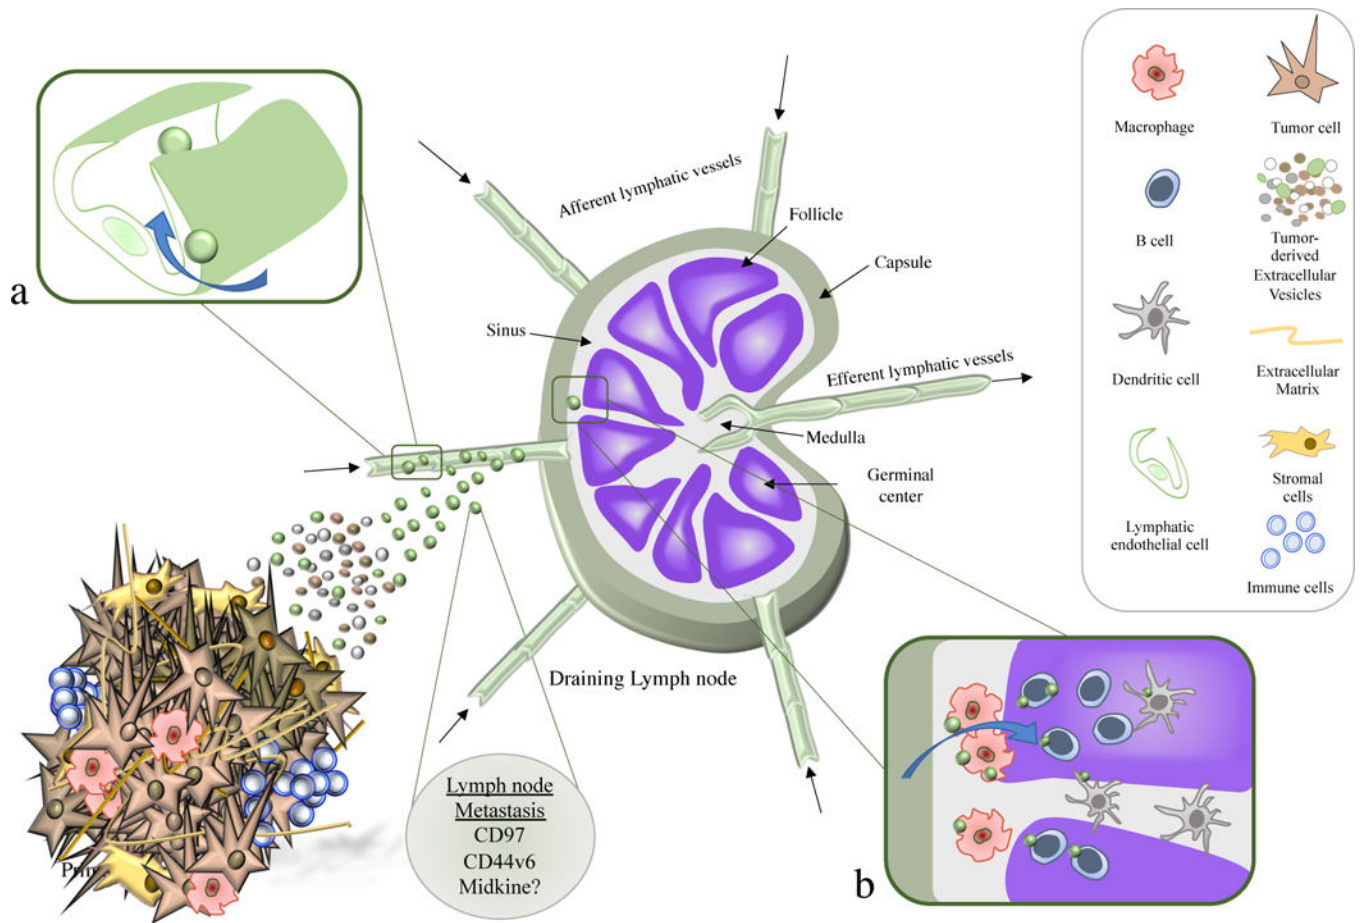 a
Afferent lymphatic vessels
Follicle
Capsule
Sinus
Efferent lymphatic vessels
Medulla
Germinal
center
Draining Lymph node
Lymph node
Metastasis
CD97
CD44v6
Midkine?
b
Macrophage
Tumor cell
B cell
Tumor-
derived
Extracellular
Vesicles
Dendritic cell
Extracellular
Matrix
Lymphatic
endothelial cell
Stromal
cells
Immune cells